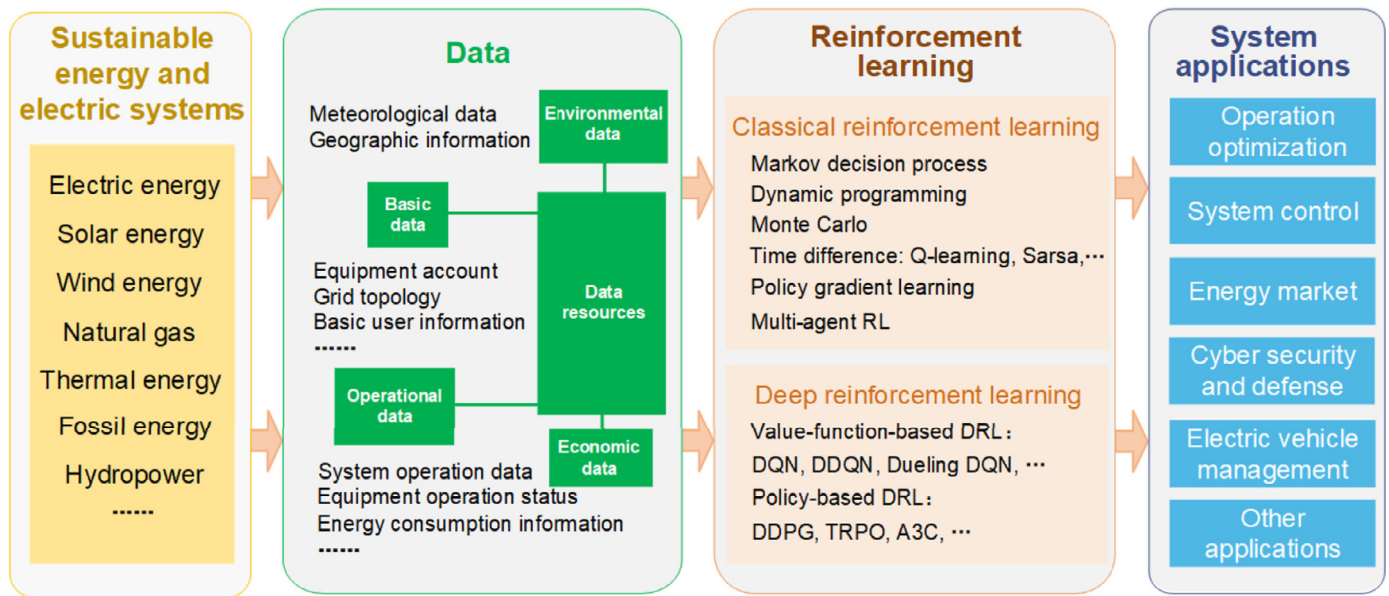 Sustainable
energy and
electric systems
Electric energy
Solar energy
Wind energy
Natural gas
Thermal energy
Fossil energy
Hydropower
......
Data
Meteorological data
Geographic information
Environmental
data
Basic
data
Equipment account
Grid topology
Basic user information
......
Data
resources
Operational
data
Economic
data
System operation data
Equipment operation status
Energy consumption information
......
Reinforcement
learning
Classical reinforcement learning
Markov decision process
Dynamic programming
Monte Carlo
Time difference: Q-learning, Sarsa,···
Policy gradient learning
Multi-agent RL
Deep reinforcement learning
Value-function-based DRL：
DQN, DDQN, Dueling DQN, ···
Policy-based DRL：
DDPG, TRPO, A3C, ···
System
applications
Operation
optimization
System control
Energy market
Cyber security
and defense
Electric vehicle
management
Other
applications